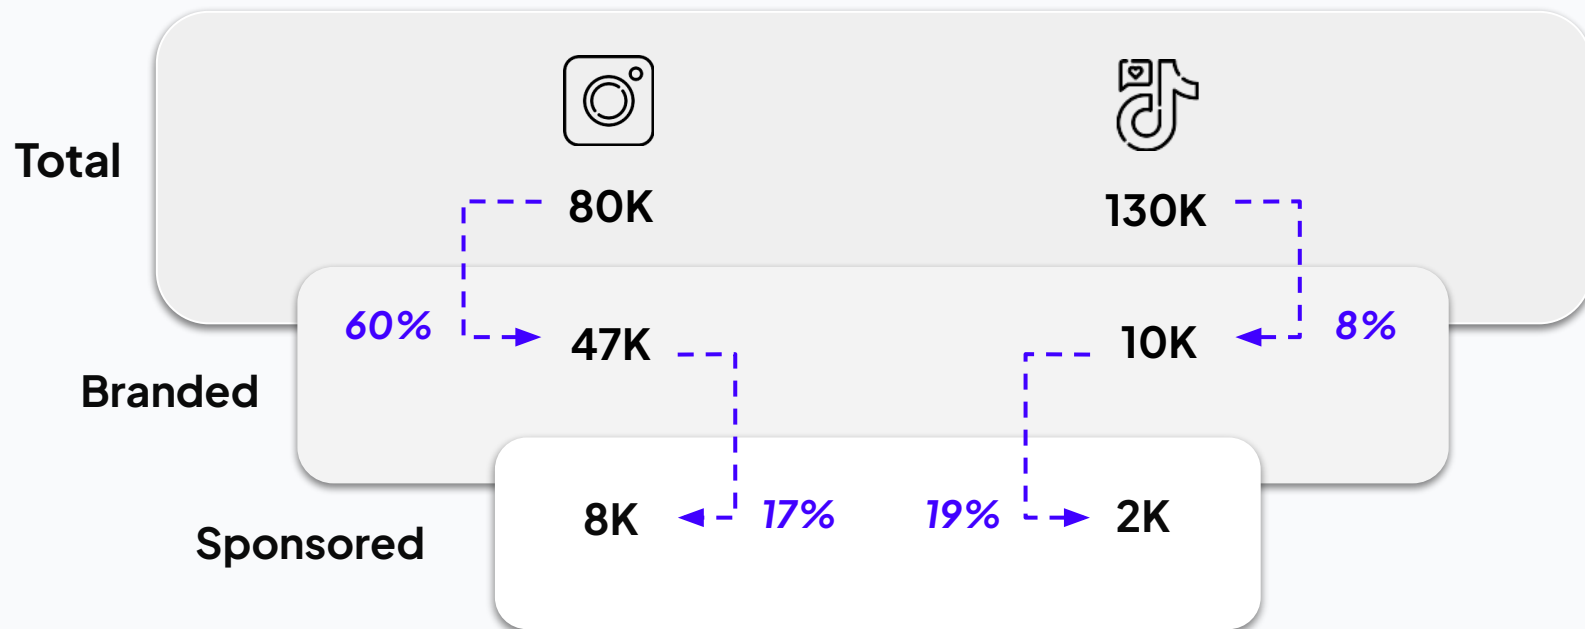 Total
80K
130K
60%
47K
10K
8%
Branded
8K
17%
19%
2K
Sponsored